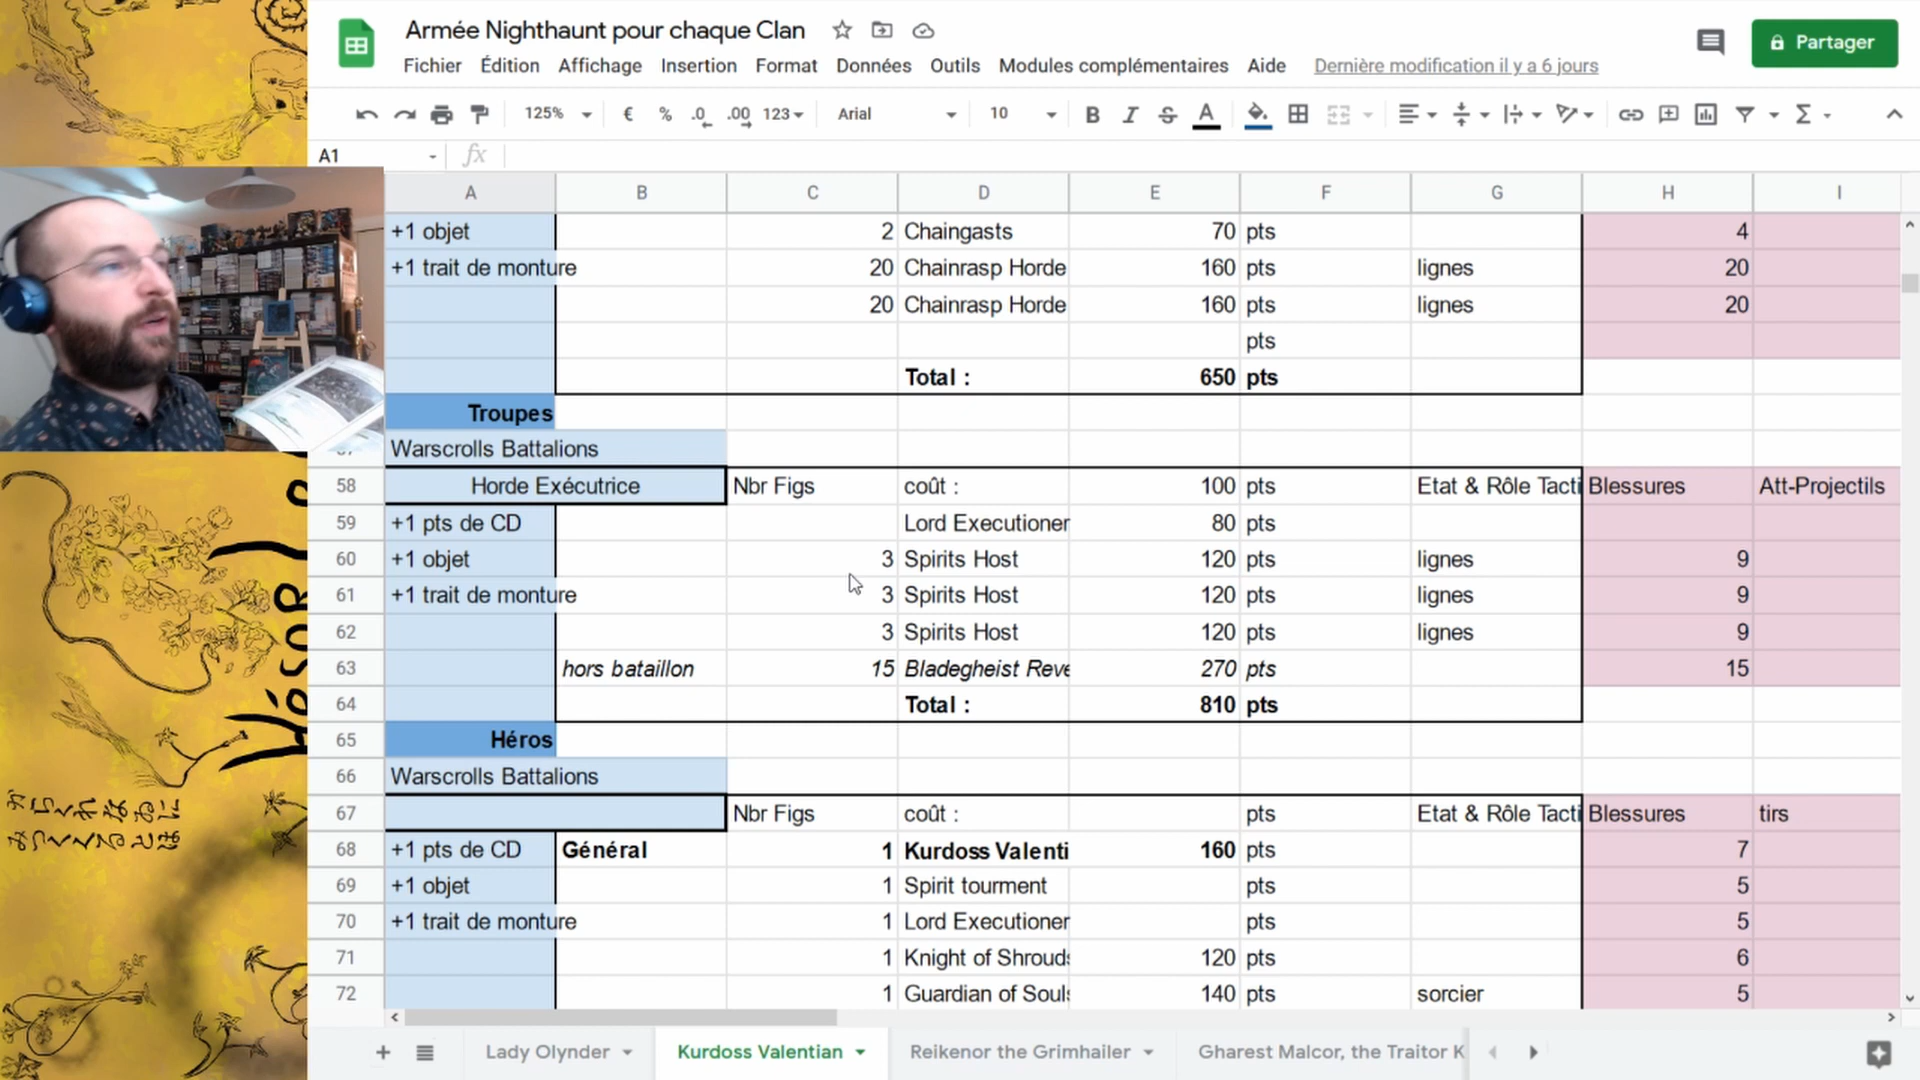 Armée Nighthaunt pour chaque Clan
Partager
Fichier Édition Affichage Insertion Format Données Outils Modules complémentaires Aide Dernière modification il y a 6 jours
125% € % .0 .00 123 Arial 10 B I S A Σ
A1 fx
A B C D E F G H I
+1 objet 2 Chaingasts 70 pts 4
+1 trait de monture 20 Chainrasp Horde 160 pts lignes 20
20 Chainrasp Horde 160 pts lignes 20
pts
Total : 650 pts
Troupes
Warscrolls Battalions
58 Horde Exécutrice Nbr Figs coût : 100 pts Etat & Rôle Tacti Blessures Att-Projectils
59 +1 pts de CD Lord Executioner 80 pts
60 +1 objet 3 Spirits Host 120 pts lignes 9
61 +1 trait de monture 3 Spirits Host 120 pts lignes 9
62 3 Spirits Host 120 pts lignes 9
63 hors bataillon 15 Bladegheist Reve 270 pts 15
64 Total : 810 pts
65 Héros
66 Warscrolls Battalions
67 Nbr Figs coût : pts Etat & Rôle Tacti Blessures tirs
68 +1 pts de CD Général 1 Kurdoss Valenti 160 pts 7
69 +1 objet 1 Spirit tourment pts 5
70 +1 trait de monture 1 Lord Executioner pts 5
71 1 Knight of Shrouds 120 pts 6
72 1 Guardian of Souls 140 pts sorcier 5
Lady Olynder Kurdoss Valentian Reikenor the Grimhailer Gharest Malcor, the Traitor K